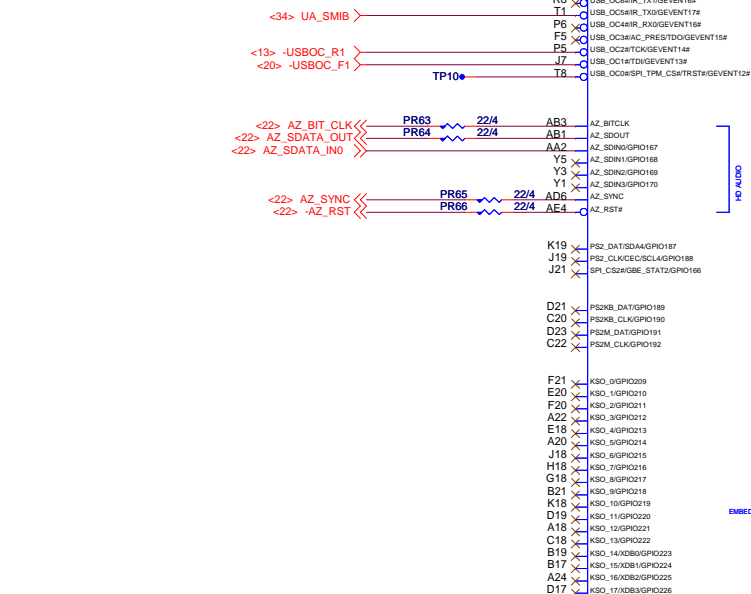 USB_OC6#/IR_TX1/GEVENT6#
<34> UA_SMIB T1 USB_OC5#/IR_TX0/GEVENT17#
P6 USB_OC4#/IR_RX0/GEVENT16#
F5 USB_OC3#/AC_PRES/TDO/GEVENT15#
<13> -USBOC_R1 P5 USB_OC2#/TCK/GEVENT14#
<20> -USBOC_F1 J7 USB_OC1#/TDI/GEVENT13#
TP10 T8 USB_OC0#/SPI_TPM_CS#/TRST#/GEVENT12#
<22> AZ_BIT_CLK PR63 22/4 AB3 AZ_BITCLK
<22> AZ_SDATA_OUT PR64 22/4 AB1 AZ_SDOUT
<22> AZ_SDATA_IN0 AA2 AZ_SDIN0/GPIO167
Y5 AZ_SDIN1/GPIO168
Y3 AZ_SDIN2/GPIO169
Y1 AZ_SDIN3/GPIO170
<22> AZ_SYNC PR65 22/4 AD6 AZ_SYNC
<22> -AZ_RST PR66 22/4 AE4 AZ_RST#
HD AUDIO
K19 PS2_DAT/SDA4/GPIO187
J19 PS2_CLK/CEC/SCL4/GPIO188
J21 SPI_CS2#/GBE_STAT2/GPIO166
D21 PS2KB_DAT/GPIO189
C20 PS2KB_CLK/GPIO190
D23 PS2M_DAT/GPIO191
C22 PS2M_CLK/GPIO192
F21 KSO_0/GPIO209
E20 KSO_1/GPIO210
F20 KSO_2/GPIO211
A22 KSO_3/GPIO212
E18 KSO_4/GPIO213
A20 KSO_5/GPIO214
J18 KSO_6/GPIO215
H18 KSO_7/GPIO216
G18 KSO_8/GPIO217
B21 KSO_9/GPIO218
K18 KSO_10/GPIO219
D19 KSO_11/GPIO220
A18 KSO_12/GPIO221
C18 KSO_13/GPIO222
B19 KSO_14/XDB0/GPIO223
B17 KSO_15/XDB1/GPIO224
A24 KSO_16/XDB2/GPIO225
D17 KSO_17/XDB3/GPIO226
EMBED